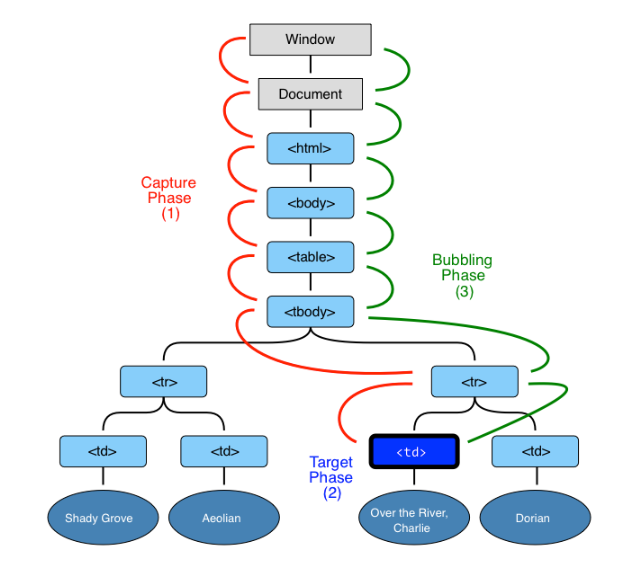 Window
Document
<html>
Capture
Phase
(1)
<body>
<table>
Bubbling
Phase
(3)
<tbody>
<tr>
<tr>
<td>
<td>
<td>
<td>
Target
Phase
(2)
Shady Grove
Aeolian
Over the River,
Charlie
Dorian